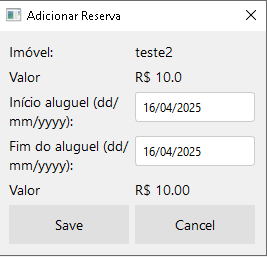 Adicionar Reserva
Imóvel: teste2
Valor R$ 10.0
Início aluguel (dd/
mm/yyyy): 16/04/2025
Fim do aluguel (dd/
mm/yyyy): 16/04/2025
Valor R$ 10.00
Save Cancel